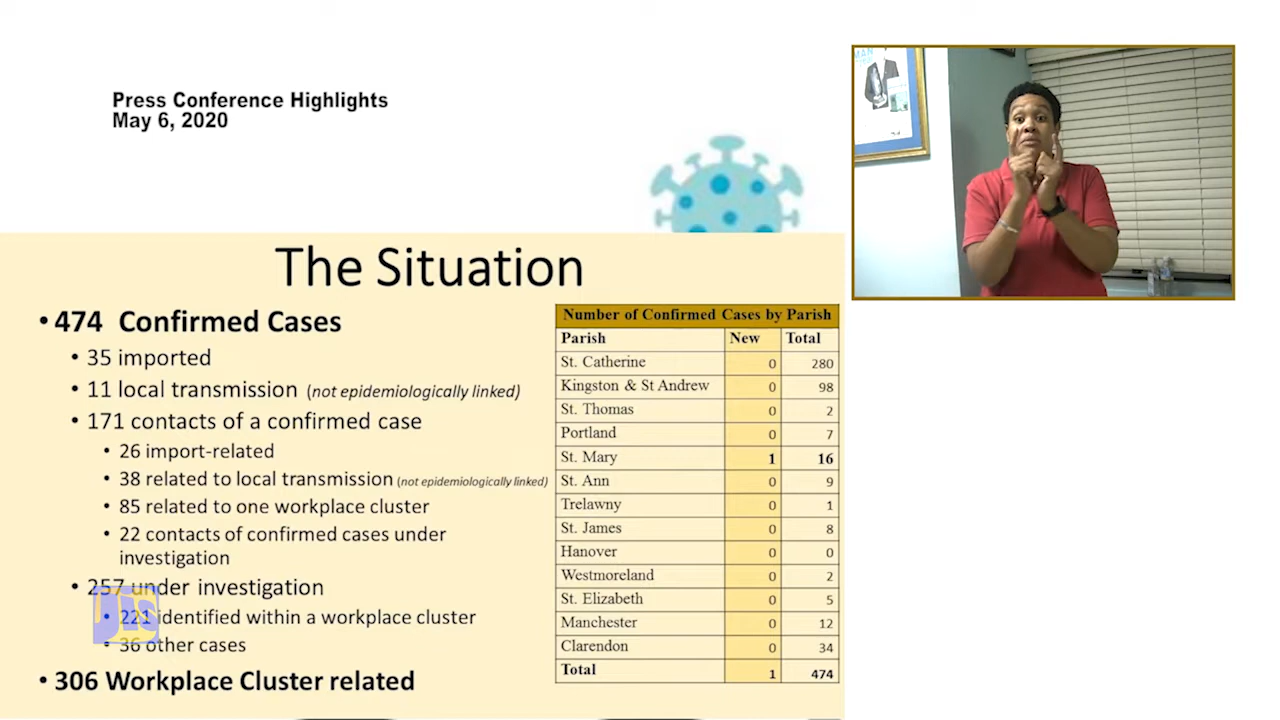 Press Conference Highlights
May 6, 2020
The Situation
• 474 Confirmed Cases
• 35 imported
• 11 local transmission (not epidemiologically linked)
• 171 contacts of a confirmed case
• 26 import-related
• 38 related to local transmission (not epidemiologically linked)
• 85 related to one workplace cluster
• 22 contacts of confirmed cases under
investigation
• 257 under investigation
• 221 identified within a workplace cluster
• 36 other cases
• 306 Workplace Cluster related
Number of Confirmed Cases by Parish
Parish New Total
St. Catherine 0 280
Kingston & St Andrew 0 98
St. Thomas 0 2
Portland 0 7
St. Mary 1 16
St. Ann 0 9
Trelawny 0 1
St. James 0 8
Hanover 0 0
Westmoreland 0 2
St. Elizabeth 0 5
Manchester 0 12
Clarendon 0 34
Total 1 474
JIS
MAN